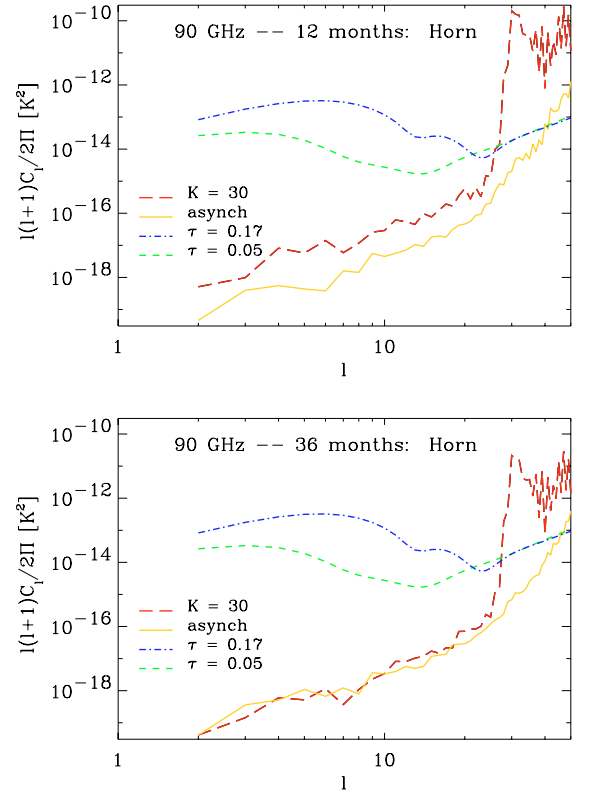 90 GHz -- 12 months: Horn
10⁻¹⁰
10⁻¹²
10⁻¹⁴
10⁻¹⁶
10⁻¹⁸
l(l+1)C_l/2Π [K²]
K = 30
asynch
τ = 0.17
τ = 0.05
1
10
l
90 GHz -- 36 months: Horn
10⁻¹⁰
10⁻¹²
10⁻¹⁴
10⁻¹⁶
10⁻¹⁸
l(l+1)C_l/2Π [K²]
K = 30
asynch
τ = 0.17
τ = 0.05
1
10
l